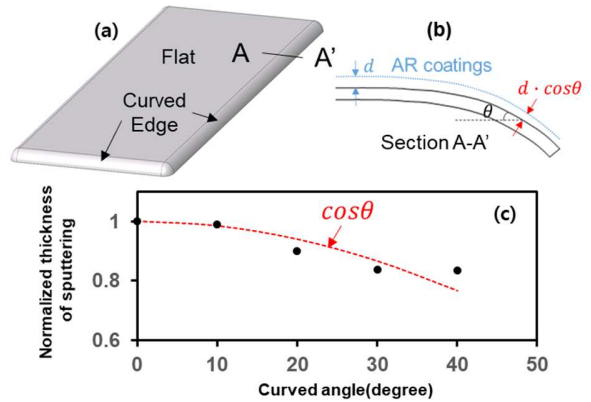 (a)
Flat
A
A’
Curved
Edge
(b)
d
AR coatings
d · cosθ
θ
Section A-A’
(c)
cosθ
Normalized thickness
of sputtering
1
0.8
0.6
0
10
20
30
40
50
Curved angle(degree)